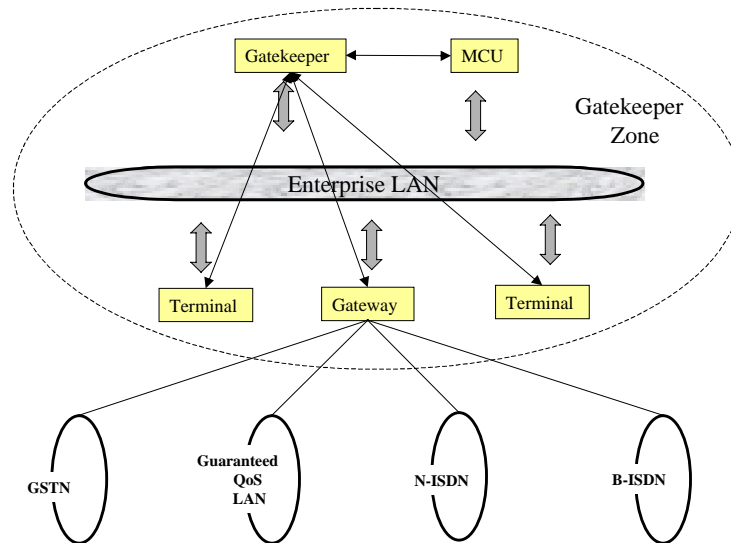 Gatekeeper
MCU
Gatekeeper
Zone
Enterprise LAN
Terminal
Gateway
Terminal
GSTN
Guaranteed
QoS
LAN
N-ISDN
B-ISDN